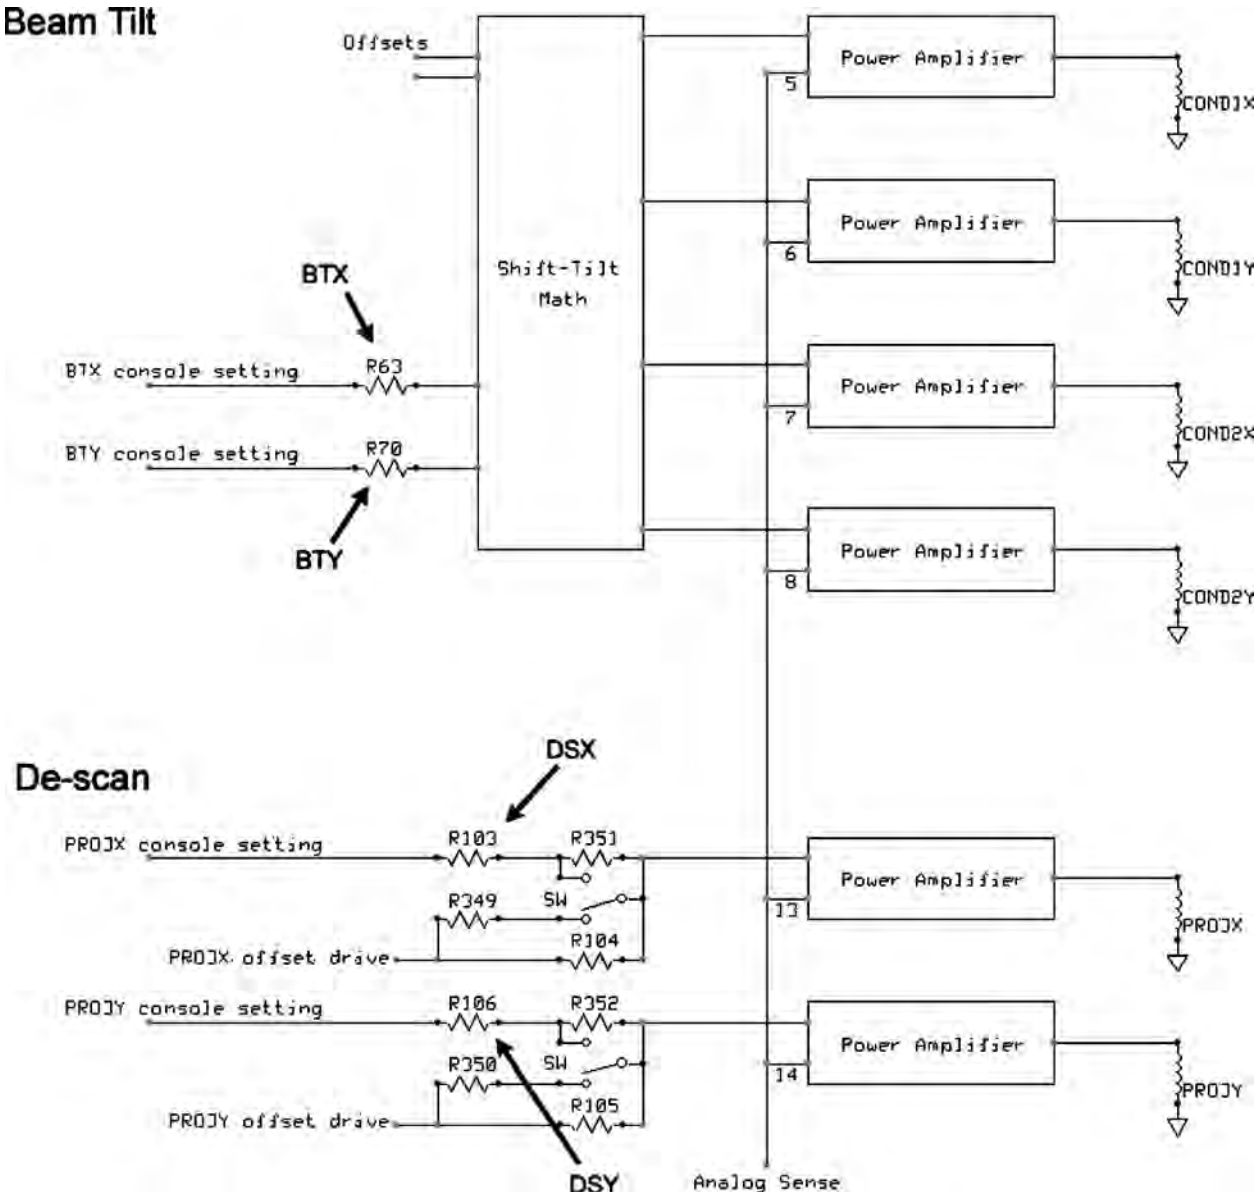 Beam Tilt
Offsets
Power Amplifier
5
COND1X
Power Amplifier
6
COND1Y
Shift-Tilt
Math
BTX
BTX console setting
R63
Power Amplifier
7
COND2X
BTY console setting
R70
BTY
Power Amplifier
8
COND2Y
De-scan
DSX
PROJX console setting
R103
R351
Power Amplifier
13
PROJX
R349
SW
R104
PROJX offset drive
PROJY console setting
R106
R352
Power Amplifier
14
PROJY
R350
SW
R105
PROJY offset drive
DSY
Analog Sense